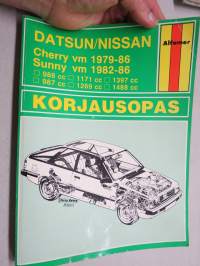 DATSUN/NISSAN
Alfamer
Cherry vm 1979-86
Sunny vm 1982-86
□ 988 cc □ 1171 cc □ 1397 cc
□ 987 cc □ 1269 cc □ 1488 cc
KORJAUSOPAS